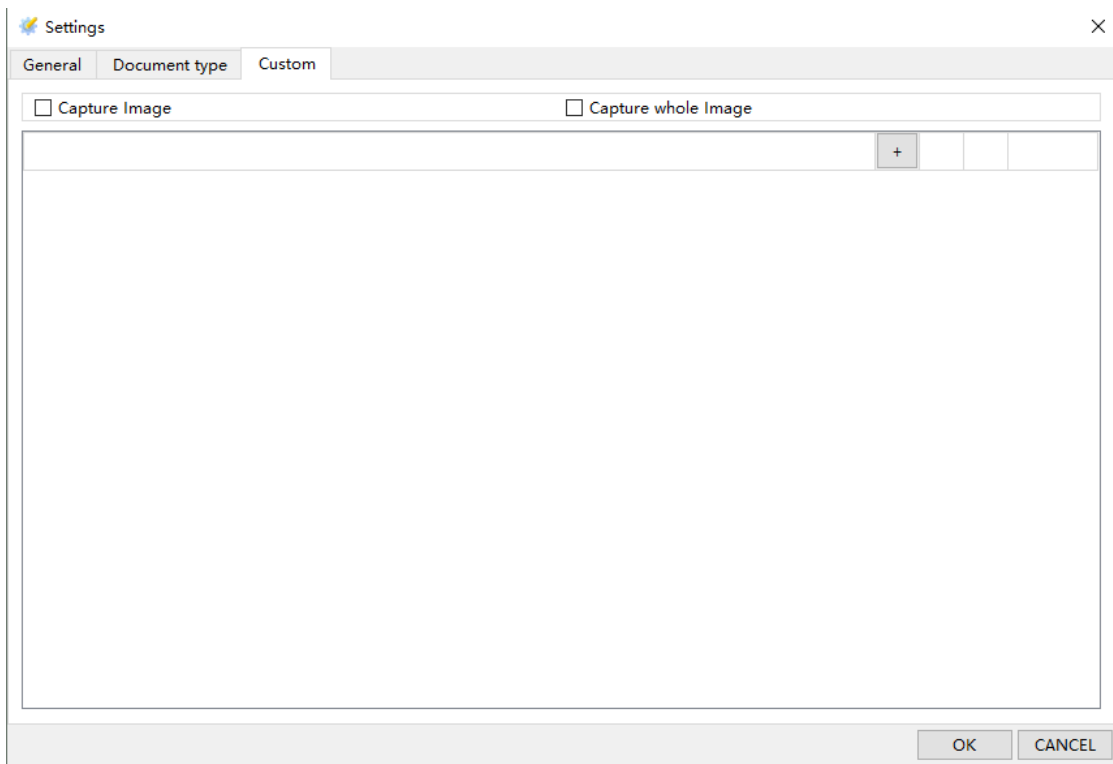 Settings
General Document type Custom
Capture Image Capture whole Image
+
OK CANCEL